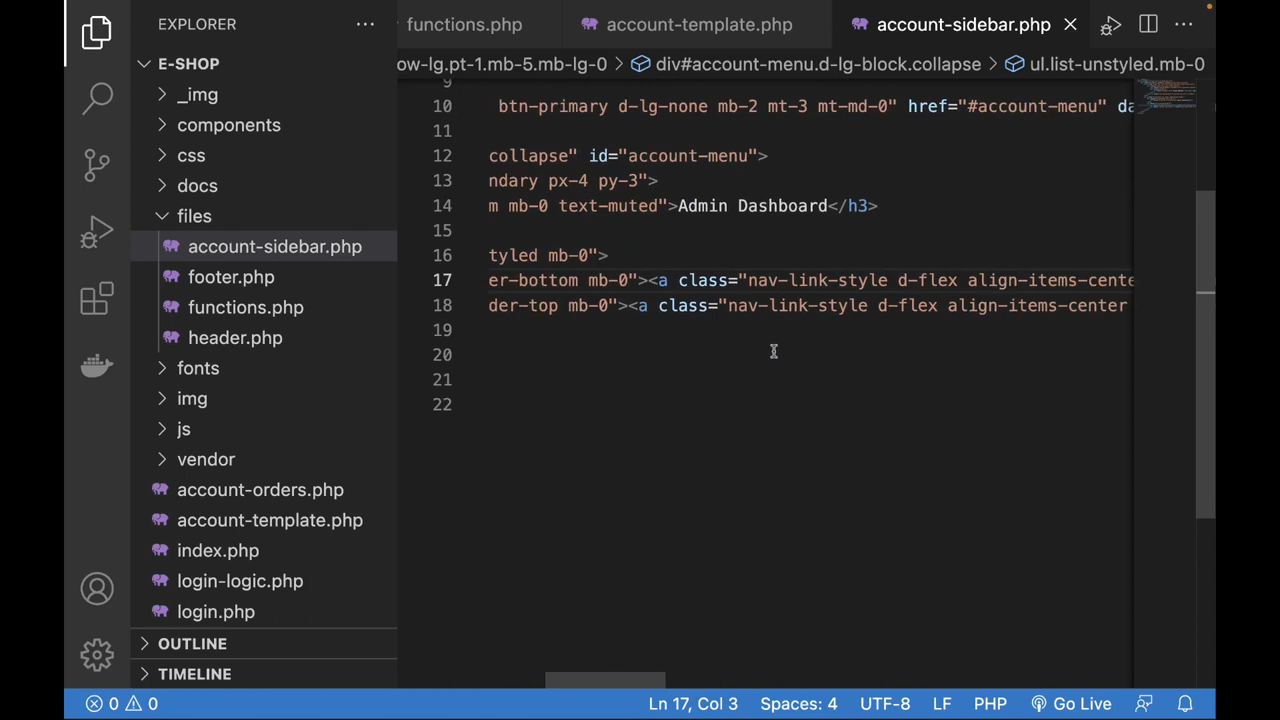 EXPLORER
E-SHOP
_img
components
css
docs
files
account-sidebar.php
footer.php
functions.php
header.php
fonts
img
js
vendor
account-orders.php
account-template.php
index.php
login-logic.php
login.php
OUTLINE
TIMELINE
functions.php account-template.php account-sidebar.php
ow-lg.pt-1.mb-5.mb-lg-0 > div#account-menu.d-lg-block.collapse > ul.list-unstyled.mb-0
9
10 btn-primary d-lg-none mb-2 mt-3 mt-md-0" href="#account-menu" da
11
12 collapse" id="account-menu">
13 ndary px-4 py-3">
14 m mb-0 text-muted">Admin Dashboard</h3>
15
16 tyled mb-0">
17 er-bottom mb-0"><a class="nav-link-style d-flex align-items-cente
18 der-top mb-0"><a class="nav-link-style d-flex align-items-center
19
20
21
22
0 0 Ln 17, Col 3 Spaces: 4 UTF-8 LF PHP Go Live